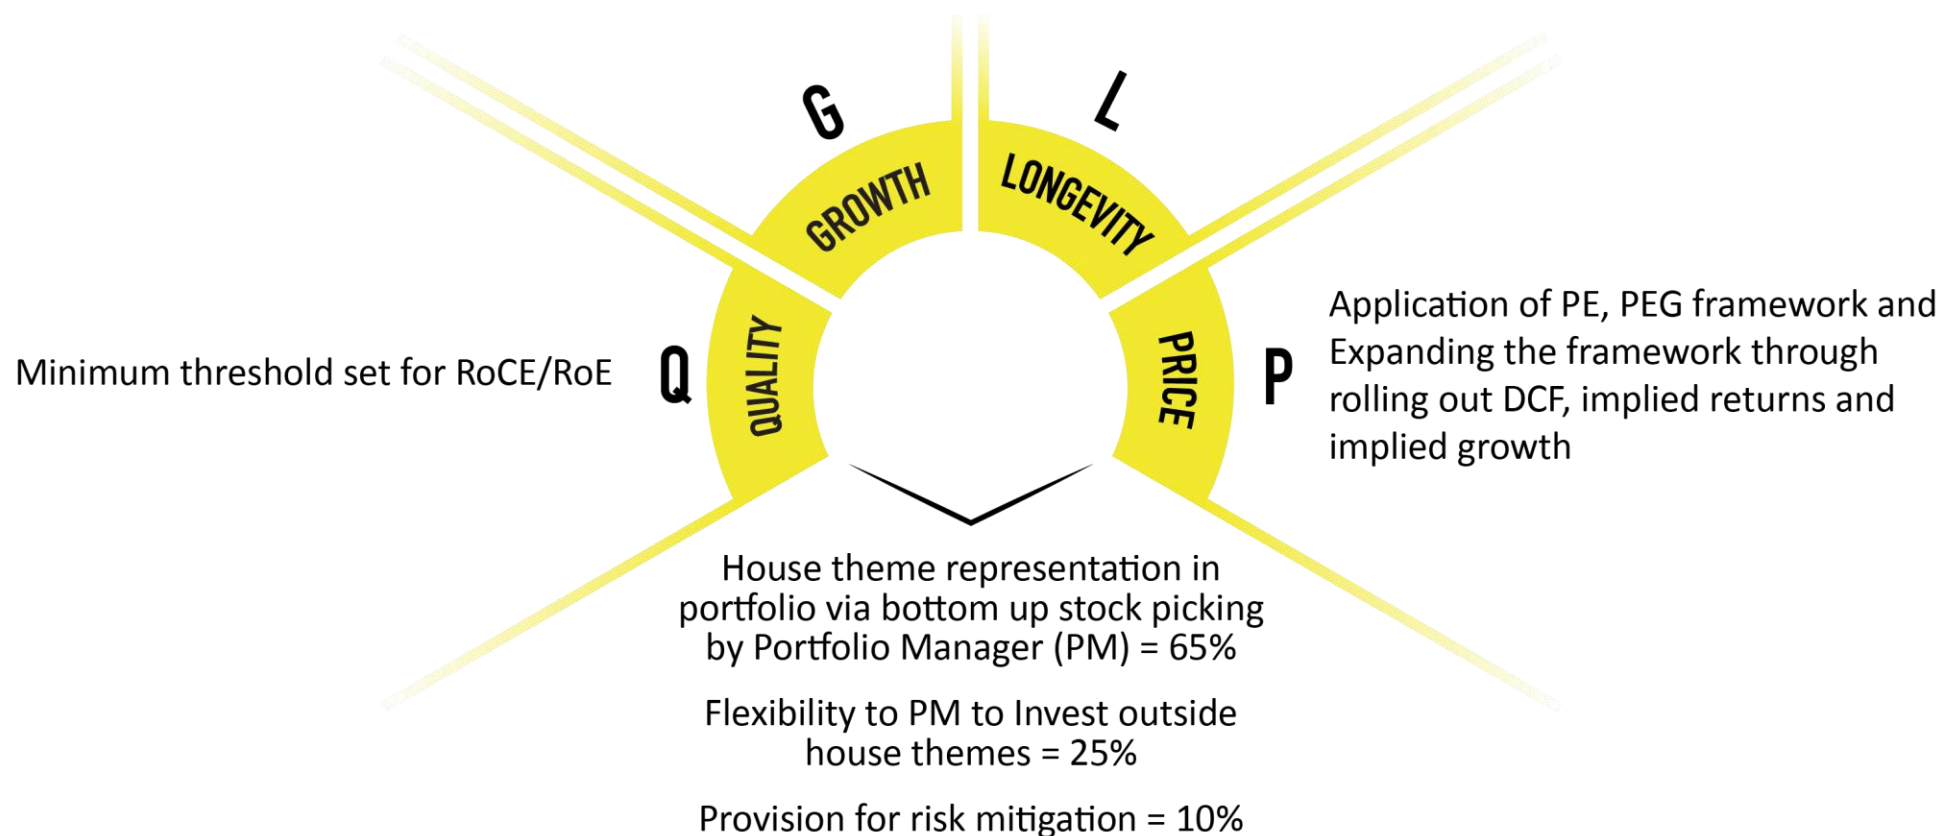 G
L
GROWTH
LONGEVITY
Minimum threshold set for RoCE/RoE
Q
QUALITY
PRICE
P
Application of PE, PEG framework and
Expanding the framework through
rolling out DCF, implied returns and
implied growth
House theme representation in
portfolio via bottom up stock picking
by Portfolio Manager (PM) = 65%
Flexibility to PM to Invest outside
house themes = 25%
Provision for risk mitigation = 10%